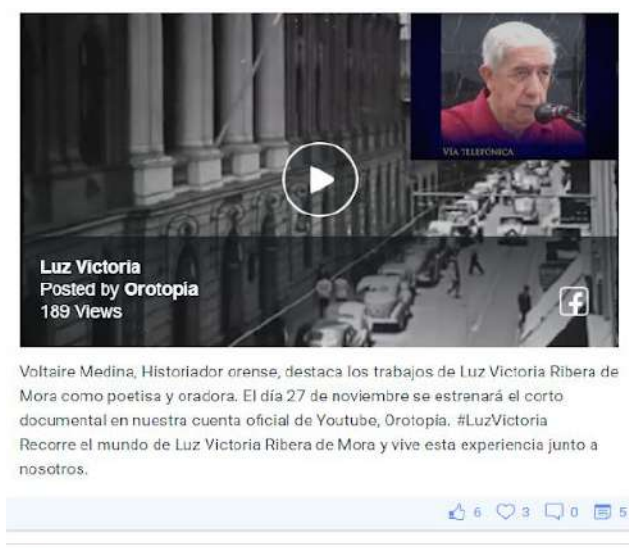 VÍA TELEFÓNICA
Luz Victoria
Posted by Orotopia
189 Views
Voltaire Medina, Historiador orense, destaca los trabajos de Luz Victoria Ribera de
Mora como poetisa y oradora. El día 27 de noviembre se estrenará el corto
documental en nuestra cuenta oficial de Youtube, Orotopía. #LuzVictoria
Recorre el mundo de Luz Victoria Ribera de Mora y vive esta experiencia junto a
nosotros.
6 3 0 5